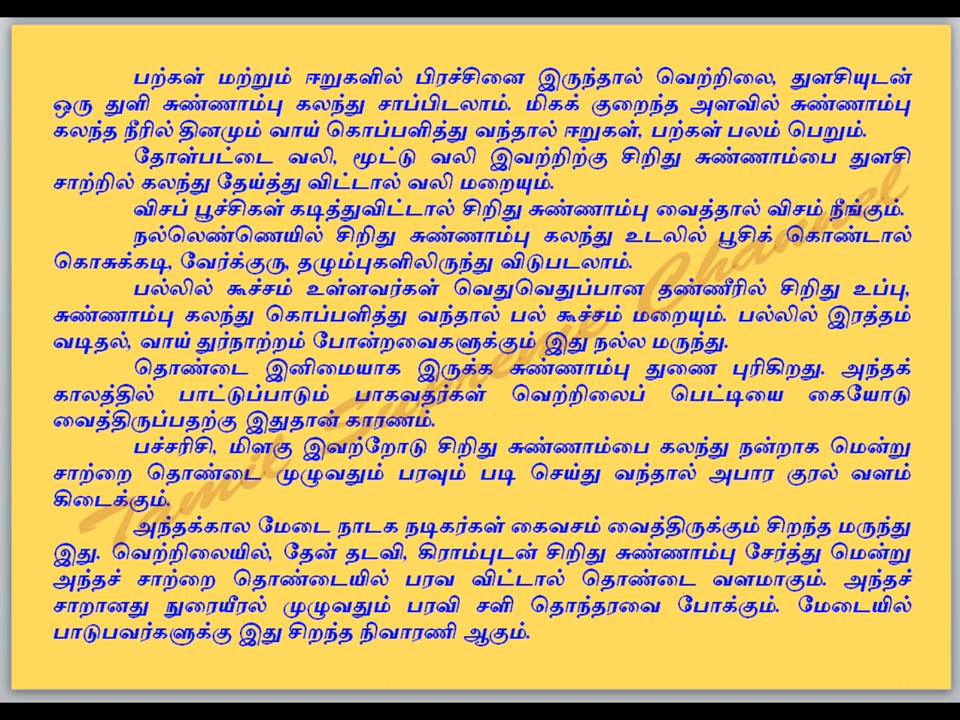 பற்கள் மற்றும் ஈறுகளில் பிரச்சினை இருந்தால் வெற்றிலை, துளசியுடன்
ஒரு துளி சுண்ணாம்பு கலந்து சாப்பிடலாம். மிகக் குறைந்த அளவில் சுண்ணாம்பு
கலந்த நீரில் தினமும் வாய் கொப்பளித்து வந்தால் ஈறுகள், பற்கள் பலம் பெறும்.
தோள்பட்டை வலி, மூட்டு வலி இவற்றிற்கு சிறிது சுண்ணாம்பை துளசி
சாற்றில் கலந்து தேய்த்து விட்டால் வலி மறையும்.
விசப் பூச்சிகள் கடித்துவிட்டால் சிறிது சுண்ணாம்பு வைத்தால் விசம் நீங்கும்.
நல்லெண்ணெயில் சிறிது சுண்ணாம்பு கலந்து உடலில் பூசிக் கொண்டால்
கொசுக்கடி, வேர்க்குரு, தழும்புகளிலிருந்து விடுபடலாம்.
பல்லில் கூச்சம் உள்ளவர்கள் வெதுவெதுப்பான தண்ணீரில் சிறிது உப்பு,
சுண்ணாம்பு கலந்து கொப்பளித்து வந்தால் பல் கூச்சம் மறையும். பல்லில் இரத்தம்
வடிதல், வாய் துர்நாற்றம் போன்றவைகளுக்கும் இது நல்ல மருந்து.
தொண்டை இனிமையாக இருக்க சுண்ணாம்பு துணை புரிகிறது. அந்தக்
காலத்தில் பாட்டுப்பாடும் பாகவதர்கள் வெற்றிலைப் பெட்டியை கையோடு
வைத்திருப்பதற்கு இதுதான் காரணம்.
பச்சரிசி, மிளகு இவற்றோடு சிறிது சுண்ணாம்பை கலந்து நன்றாக மென்று
சாற்றை தொண்டை முழுவதும் பரவும் படி செய்து வந்தால் அபார குரல் வளம்
கிடைக்கும்.
அந்தக்கால மேடை நாடக நடிகர்கள் கைவசம் வைத்திருக்கும் சிறந்த மருந்து
இது. வெற்றிலையில், தேன் தடவி, கிராம்புடன் சிறிது சுண்ணாம்பு சேர்த்து மென்று
அந்தச் சாற்றை தொண்டையில் பரவ விட்டால் தொண்டை வளமாகும். அந்தச்
சாறானது நுரையீரல் முழுவதும் பரவி சளி தொந்தரவை போக்கும். மேடையில்
பாடுபவர்களுக்கு இது சிறந்த நிவாரணி ஆகும்.
Tamil Supreme Channel